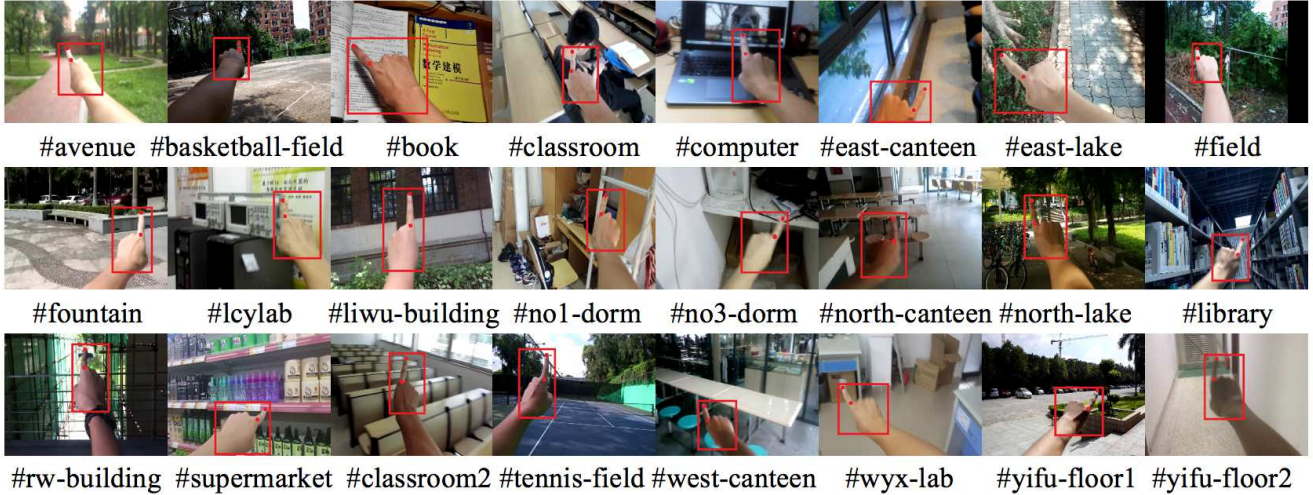 #avenue #basketball-field #book #classroom #computer #east-canteen #east-lake #field
数学建模
#fountain #lcylab #liwu-building #no1-dorm #no3-dorm #north-canteen #north-lake #library
#rw-building #supermarket #classroom2 #tennis-field #west-canteen #wyx-lab #yifu-floor1 #yifu-floor2